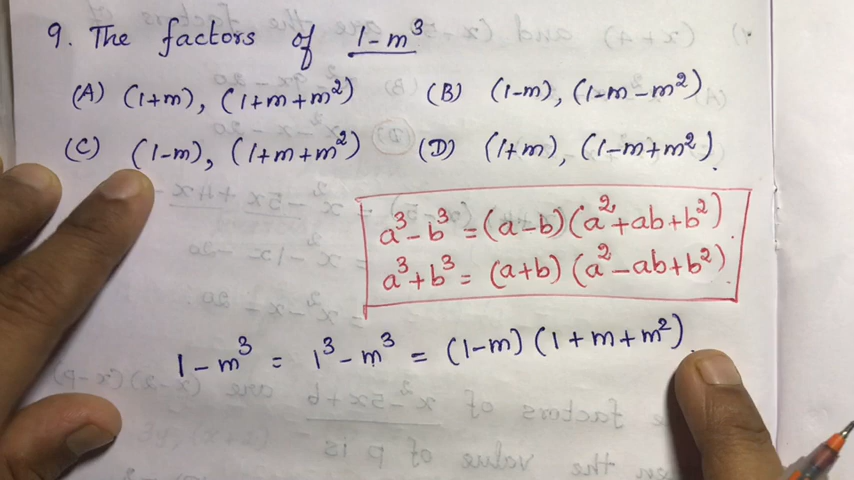 9. The factors of 1-m³
(A) (1+m), (1+m+m²) (B) (1-m), (1-m-m²)
(C) (1-m), (1+m+m²) (D) (1+m), (1-m+m²).
a³-b³ = (a-b)(a²+ab+b²).
a³+b³ = (a+b)(a²-ab+b²).
1-m³ = 1³-m³ = (1-m)(1+m+m²).